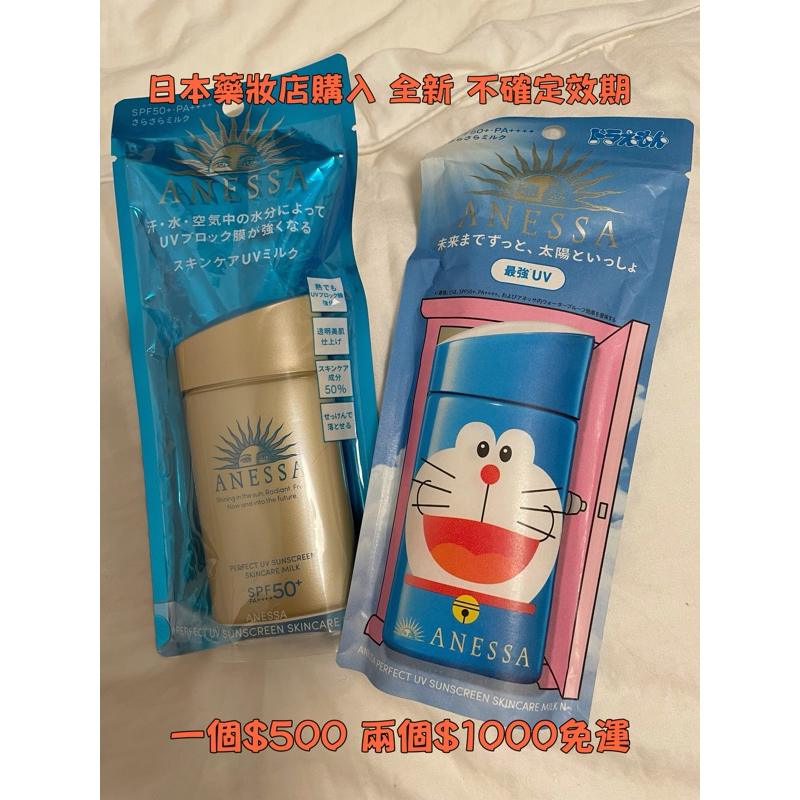 日本藥妝店購入 全新 不確定效期
SPF50+・PA++++
さらさらミルク
ANESSA
汗・水・空気中の水分によって
UVブロック膜が強くなる
スキンケアUVミルク
熱でも
UVブロック膜
透明美肌
仕上げ
スキンケア
成分
50%
せっけんで
落とせる
ANESSA
Shining in the sun. Radiant.
Now and into the future.
PERFECT UV SUNSCREEN
SKINCARE MILK
SPF50+
PA++++
ANESSA
PERFECT UV SUNSCREEN SKINCARE
50+・PA++++
さらさらミルク
ドラえもん
ANESSA
未来までずっと、太陽といっしょ
最強UV
ANESSA
PERFECT UV SUNSCREEN SKINCARE MILK N
一個$500 兩個$1000免運